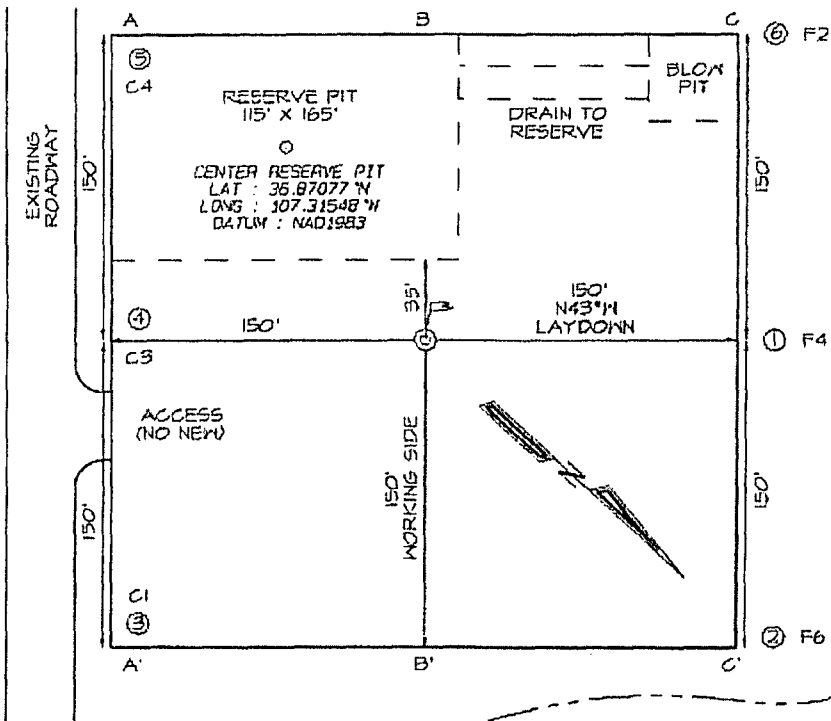 A B C
⑤
C4
⑥ F2
RESERVE PIT
115' X 165'
BLOW
PIT
DRAIN TO
RESERVE
CENTER RESERVE PIT
LAT : 36.87077 °N
LONG : 107.31548 °W
DATUM : NAD1983
EXISTING
ROADWAY
150'
150'
35'
④
150'
150'
N43°W
LAYDOWN
① F4
C3
ACCESS
(NO NEW)
150'
WORKING SIDE
N
150'
150'
C1
③
② F6
A' B' C'